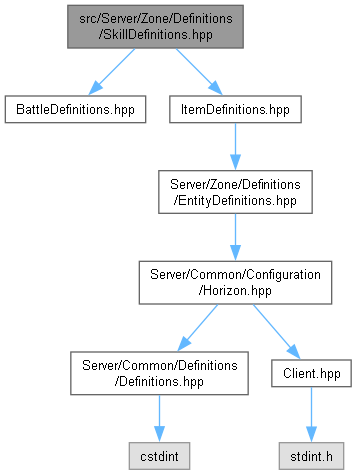 src/Server/Zone/Definitions
/SkillDefinitions.hpp
BattleDefinitions.hpp
ItemDefinitions.hpp
Server/Zone/Definitions
/EntityDefinitions.hpp
Server/Common/Configuration
/Horizon.hpp
Server/Common/Definitions
/Definitions.hpp
Client.hpp
cstdint
stdint.h